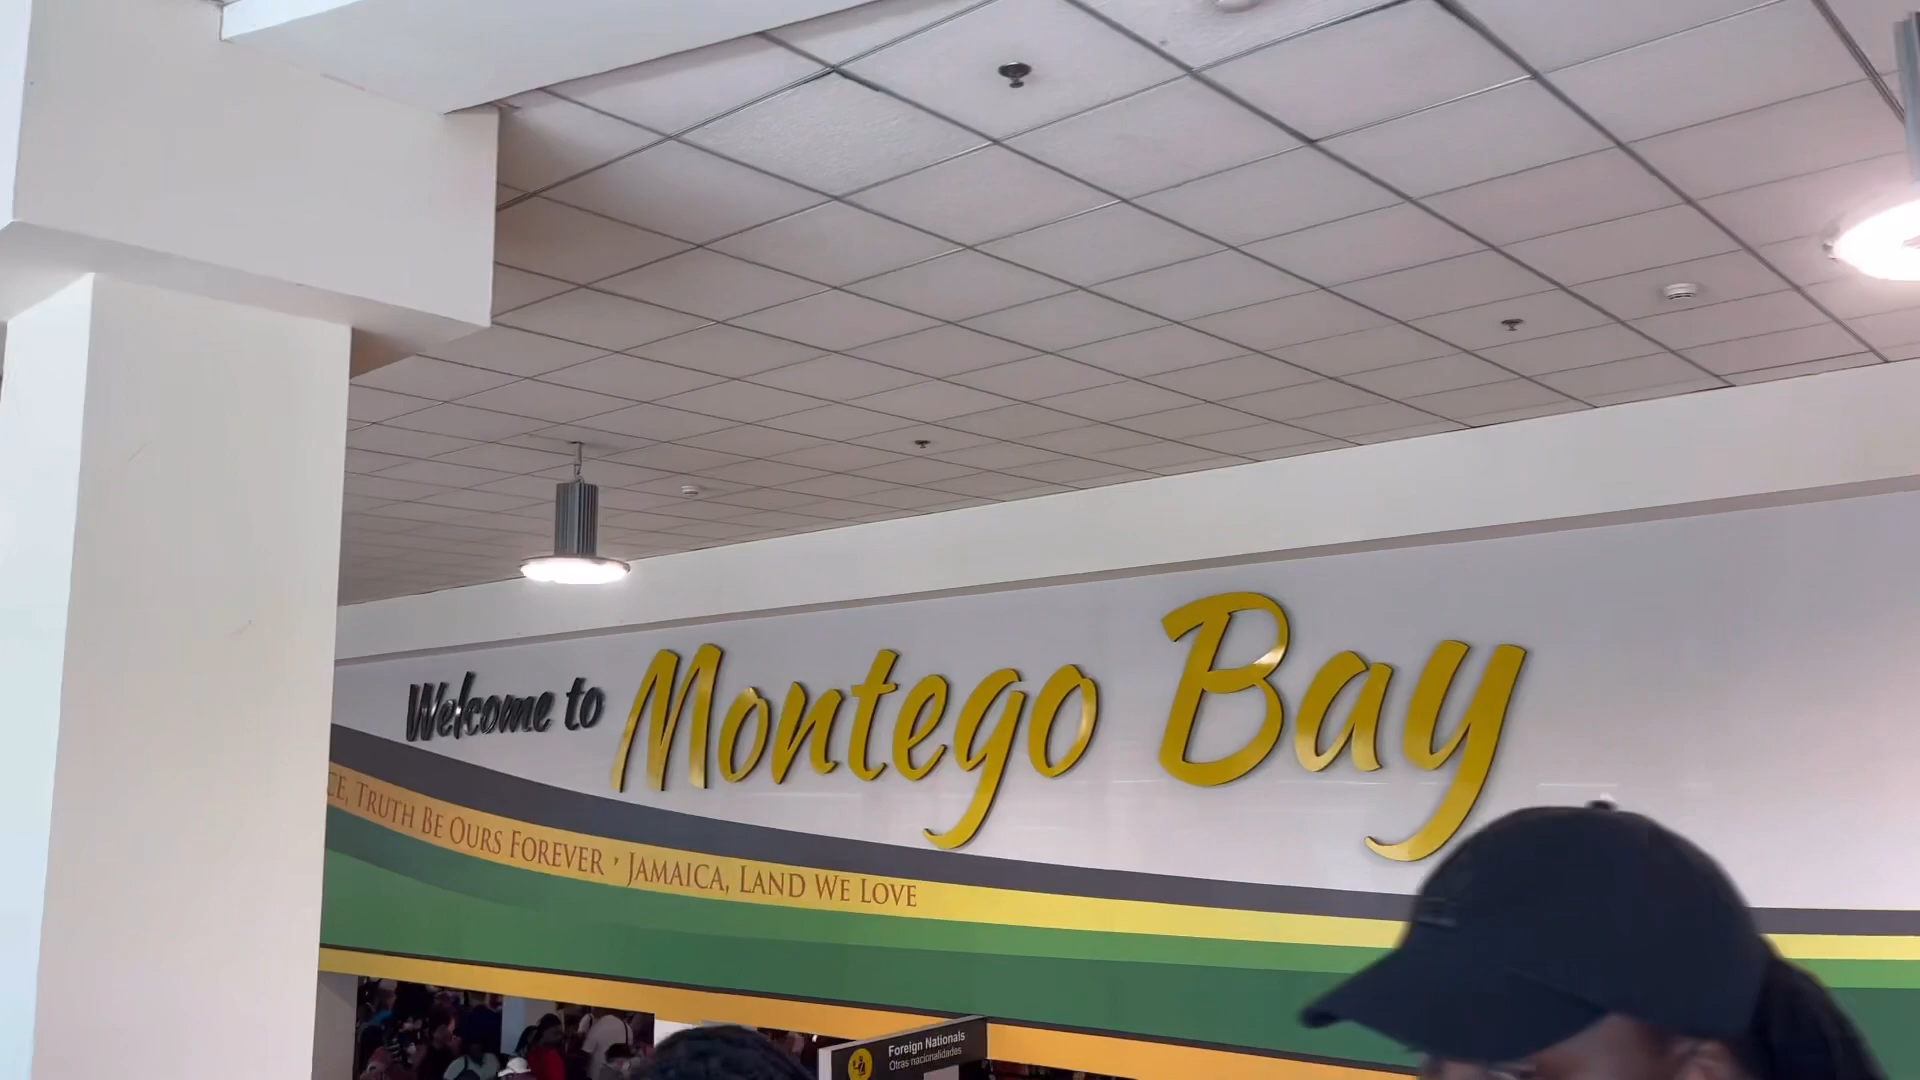 Welcome to Montego Bay
TRUTH BE OURS FOREVER · JAMAICA, LAND WE LOVE
Foreign Nationals
Otras nacionalidades